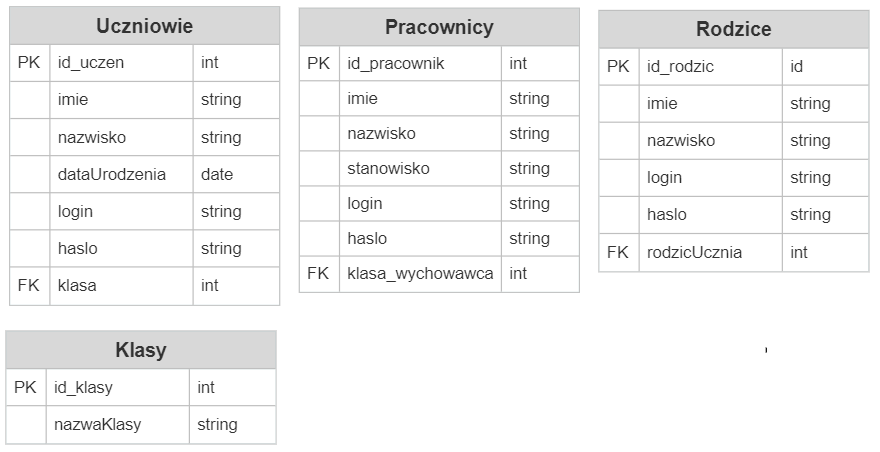 Uczniowie
PK id_uczen int
imie string
nazwisko string
dataUrodzenia date
login string
haslo string
FK klasa int
Pracownicy
PK id_pracownik int
imie string
nazwisko string
stanowisko string
login string
haslo string
FK klasa_wychowawca int
Rodzice
PK id_rodzic id
imie string
nazwisko string
login string
haslo string
FK rodzicUcznia int
Klasy
PK id_klasy int
nazwaKlasy string